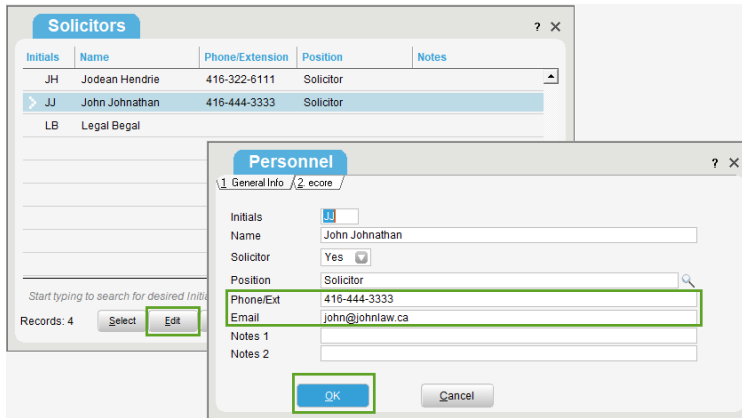 Solicitors
Initials Name Phone/Extension Position Notes
JH Jodean Hendrie 416-322-6111 Solicitor
JJ John Johnathan 416-444-3333 Solicitor
LB Legal Begal
Start typing to search for desired
Records: 4 Select Edit
Personnel
1 General Info 2. ecore
Initials JJ
Name John Johnathan
Solicitor Yes
Position Solicitor
Phone/Ext 416-444-3333
Email john@johnlaw.ca
Notes 1
Notes 2
OK Cancel